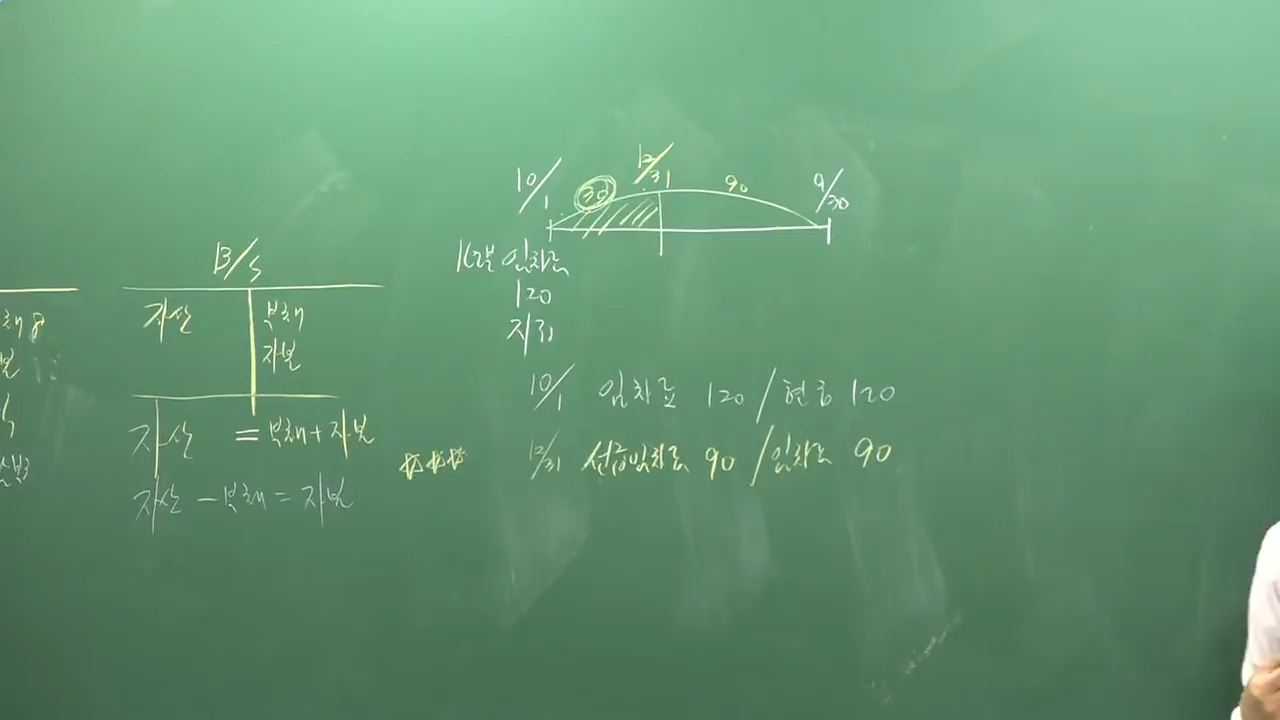 B/S
자산
부채
자본
자산 = 부채+자본
자산 - 부채 = 자본
10/1
30
12/31
90
9/30
1년분 임차료
120
지급
10/1 임차료 120 / 현금 120
☆☆☆ 12/31 선급임차료 90 / 임차료 90